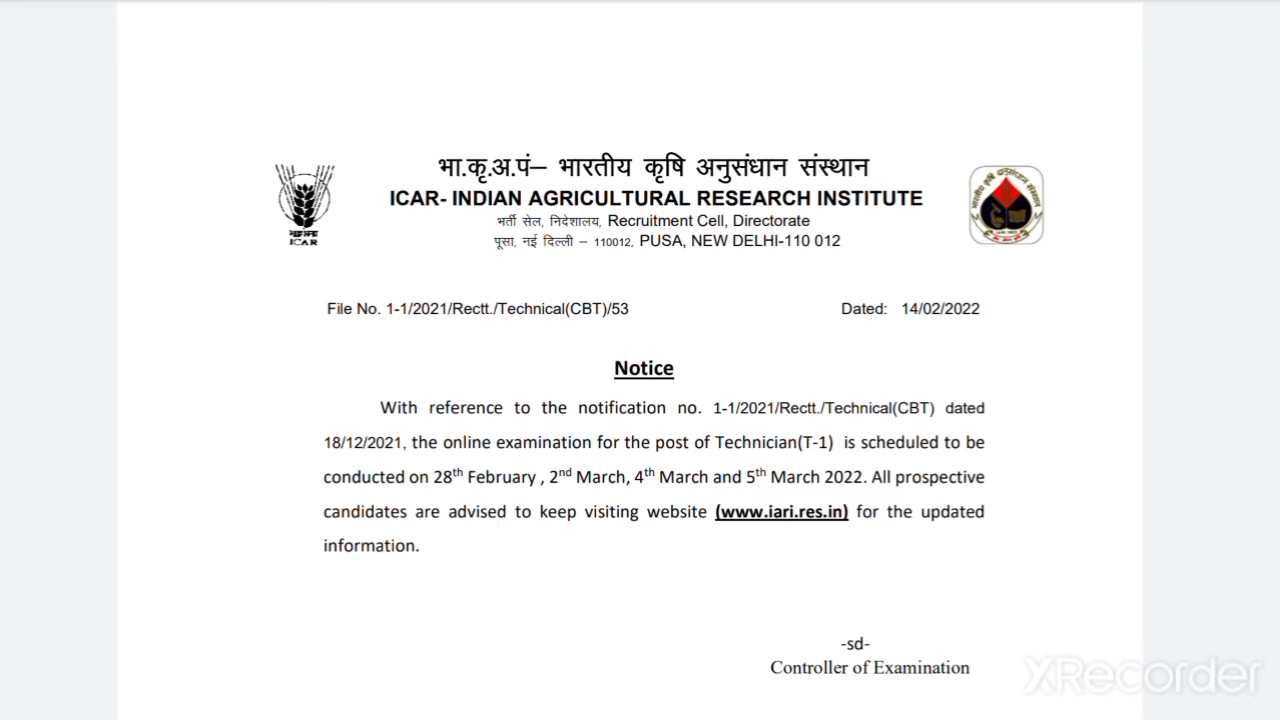 भा.कृ.अ.पं– भारतीय कृषि अनुसंधान संस्थान
ICAR- INDIAN AGRICULTURAL RESEARCH INSTITUTE
भर्ती सेल, निदेशालय, Recruitment Cell, Directorate
पूसा, नई दिल्ली – 110012, PUSA, NEW DELHI-110 012
भाकृअनुप
ICAR
File No. 1-1/2021/Rectt./Technical(CBT)/53 Dated: 14/02/2022
Notice
With reference to the notification no. 1-1/2021/Rectt./Technical(CBT) dated
18/12/2021, the online examination for the post of Technician(T-1) is scheduled to be
conducted on 28th February , 2nd March, 4th March and 5th March 2022. All prospective
candidates are advised to keep visiting website (www.iari.res.in) for the updated
information.
-sd-
Controller of Examination
XRecorder